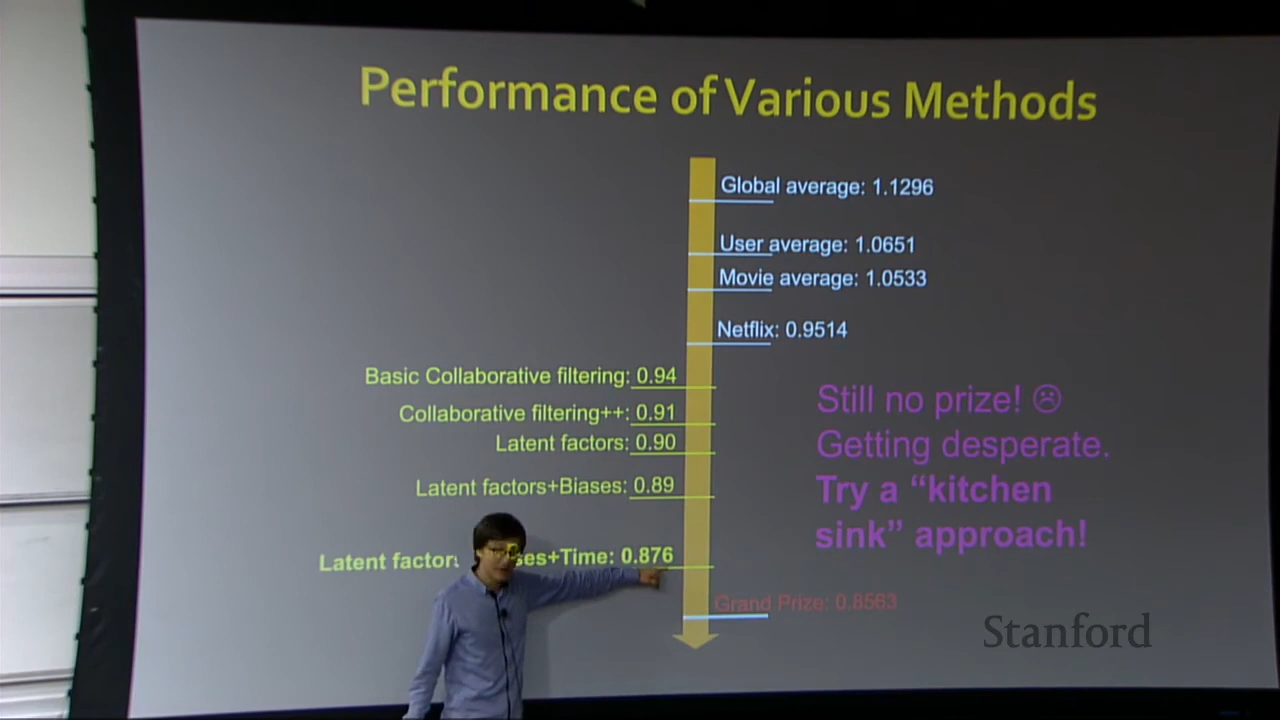 Performance of Various Methods
Global average: 1.1296
User average: 1.0651
Movie average: 1.0533
Netflix: 0.9514
Basic Collaborative filtering: 0.94
Collaborative filtering++: 0.91
Latent factors: 0.90
Latent factors+Biases: 0.89
Latent factors ses+Time: 0.876
Grand Prize: 0.8563
Still no prize! ☹
Getting desperate.
Try a “kitchen
sink” approach!
Stanford